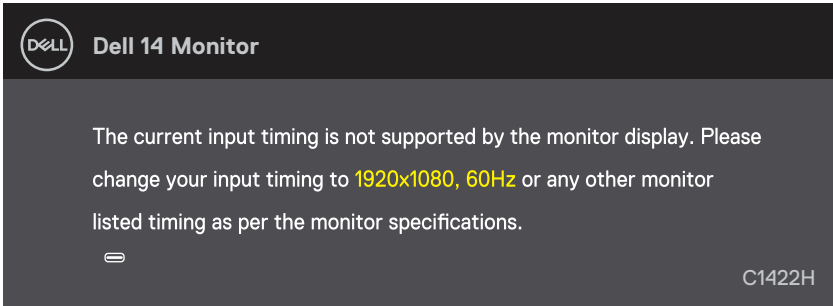 DELL
Dell 14 Monitor
The current input timing is not supported by the monitor display. Please
change your input timing to 1920x1080, 60Hz or any other monitor
listed timing as per the monitor specifications.
C1422H